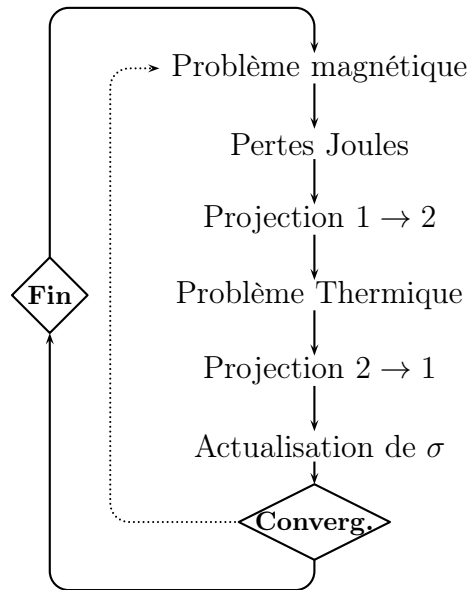 Problème magnétique
Pertes Joules
Projection 1 → 2
Fin
Problème Thermique
Projection 2 → 1
Actualisation de σ
Converg.